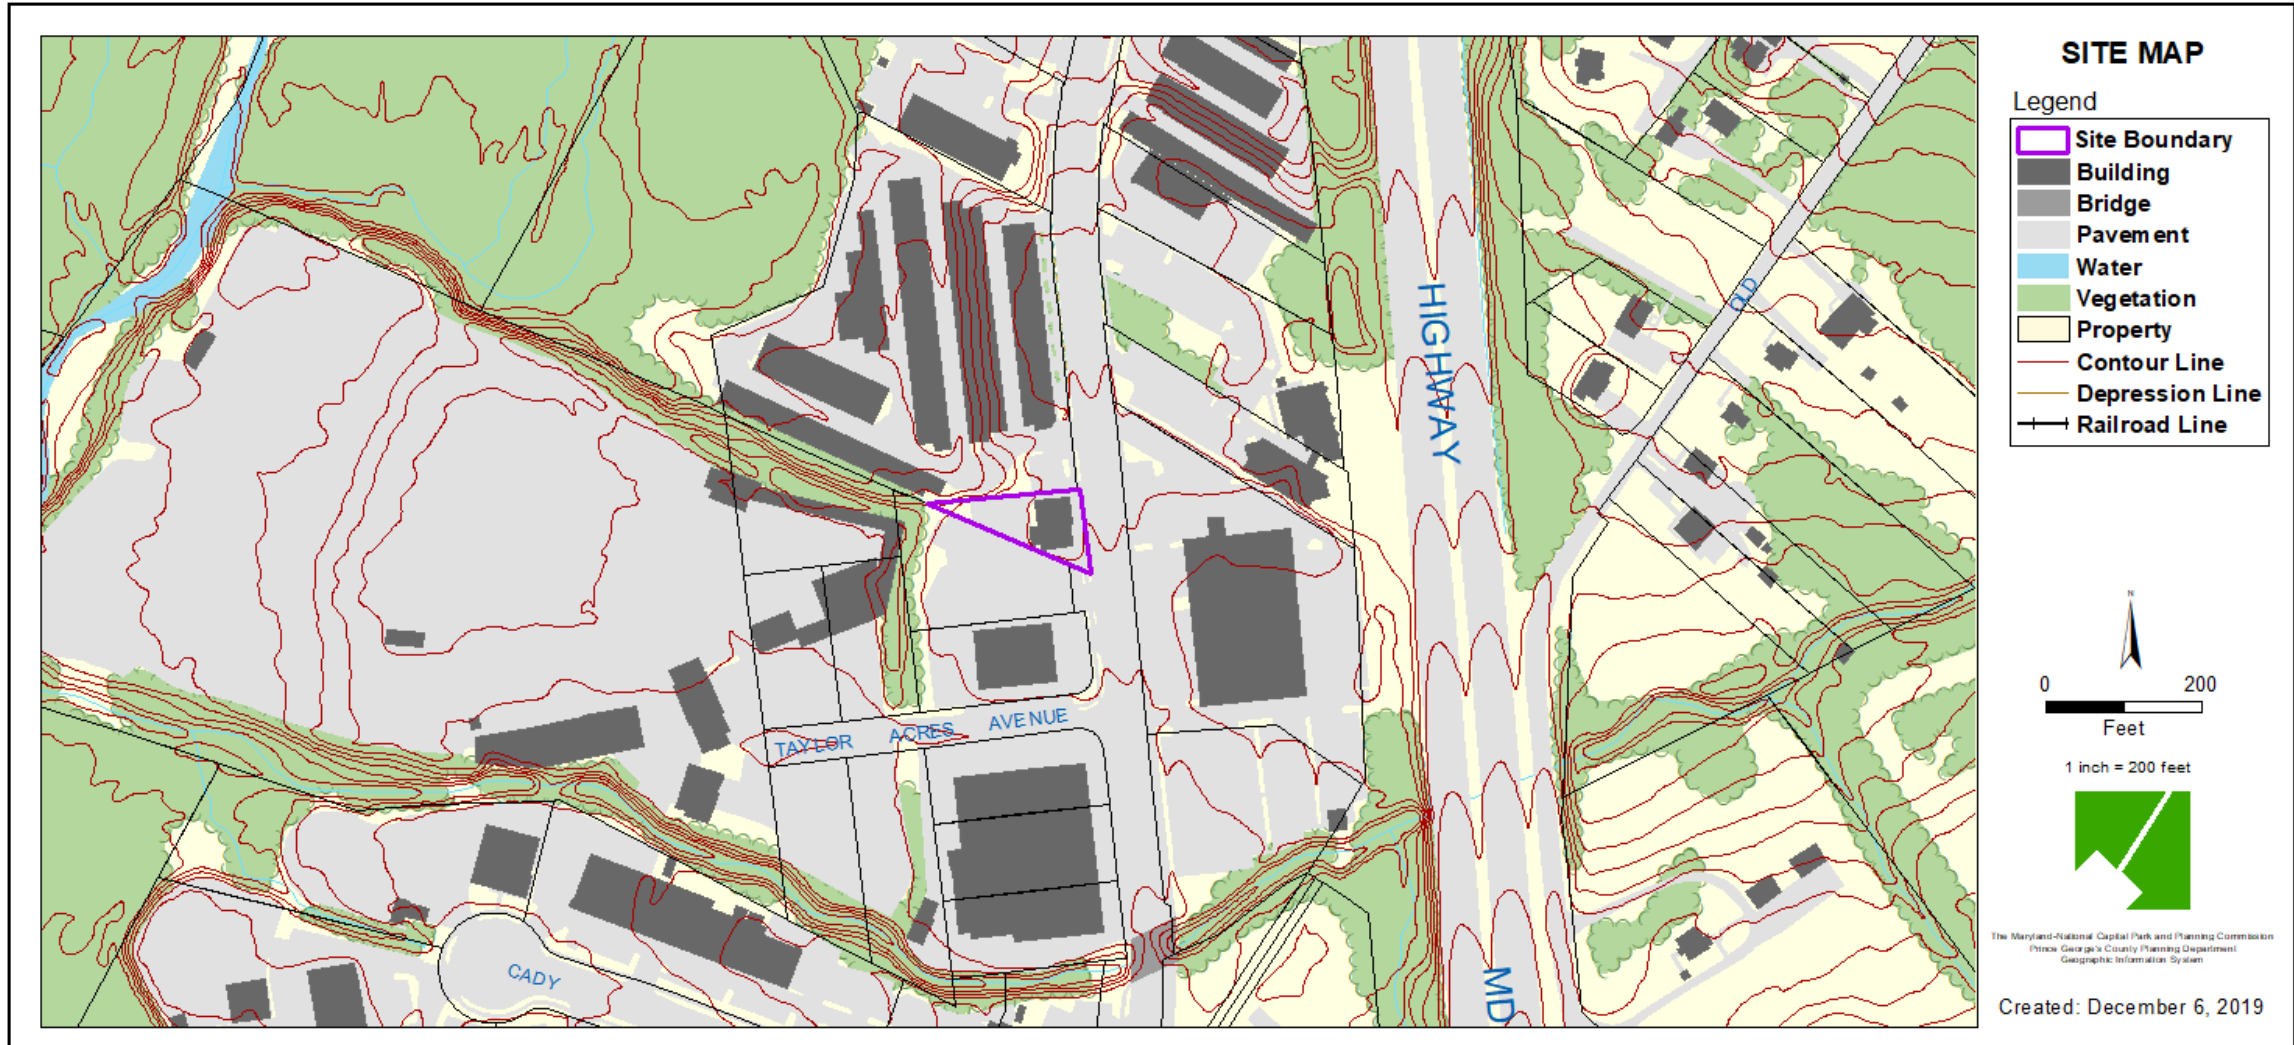 SITE MAP
Legend
Site Boundary
Building
Bridge
Pavement
Water
Vegetation
Property
Contour Line
Depression Line
Railroad Line
HIGHWAY
OLD
TAYLOR ACRES AVENUE
CADY
MD
N
0 200
Feet
1 inch = 200 feet
The Maryland-National Capital Park and Planning Commission
Prince George's County Planning Department
Geographic Information System
Created: December 6, 2019